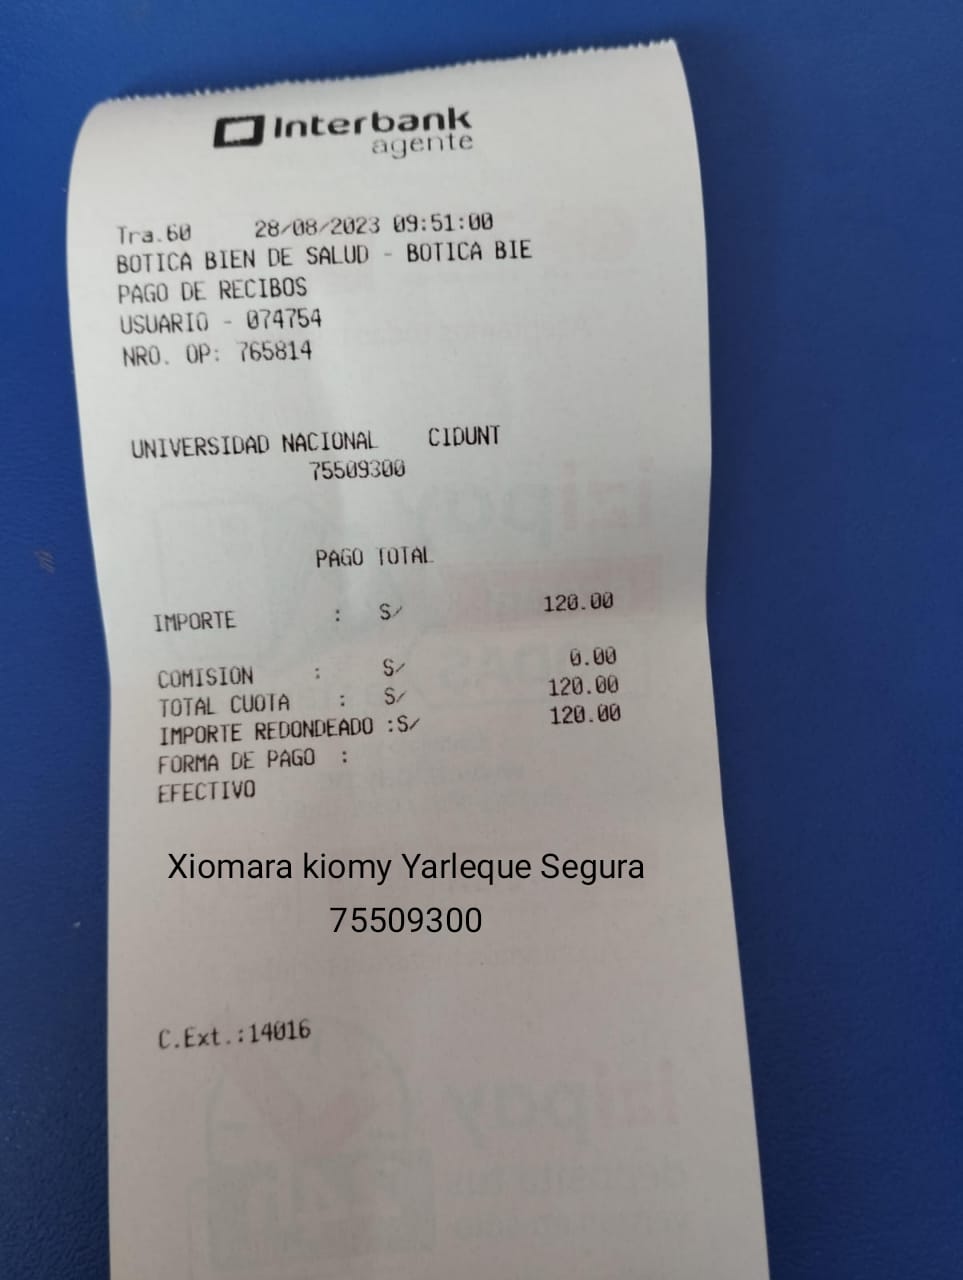 Interbank
agente
Tra.60 28/08/2023 09:51:00
BOTICA BIEN DE SALUD - BOTICA BIE
PAGO DE RECIBOS
USUARIO - 074754
NRO. OP: 765814
UNIVERSIDAD NACIONAL CIDUNT
75509300
PAGO TOTAL
IMPORTE : S/ 120.00
COMISION : S/ 0.00
TOTAL CUOTA : S/ 120.00
IMPORTE REDONDEADO :S/ 120.00
FORMA DE PAGO :
EFECTIVO
Xiomara kiomy Yarleque Segura
75509300
C.Ext.:14016
izipay
izipay